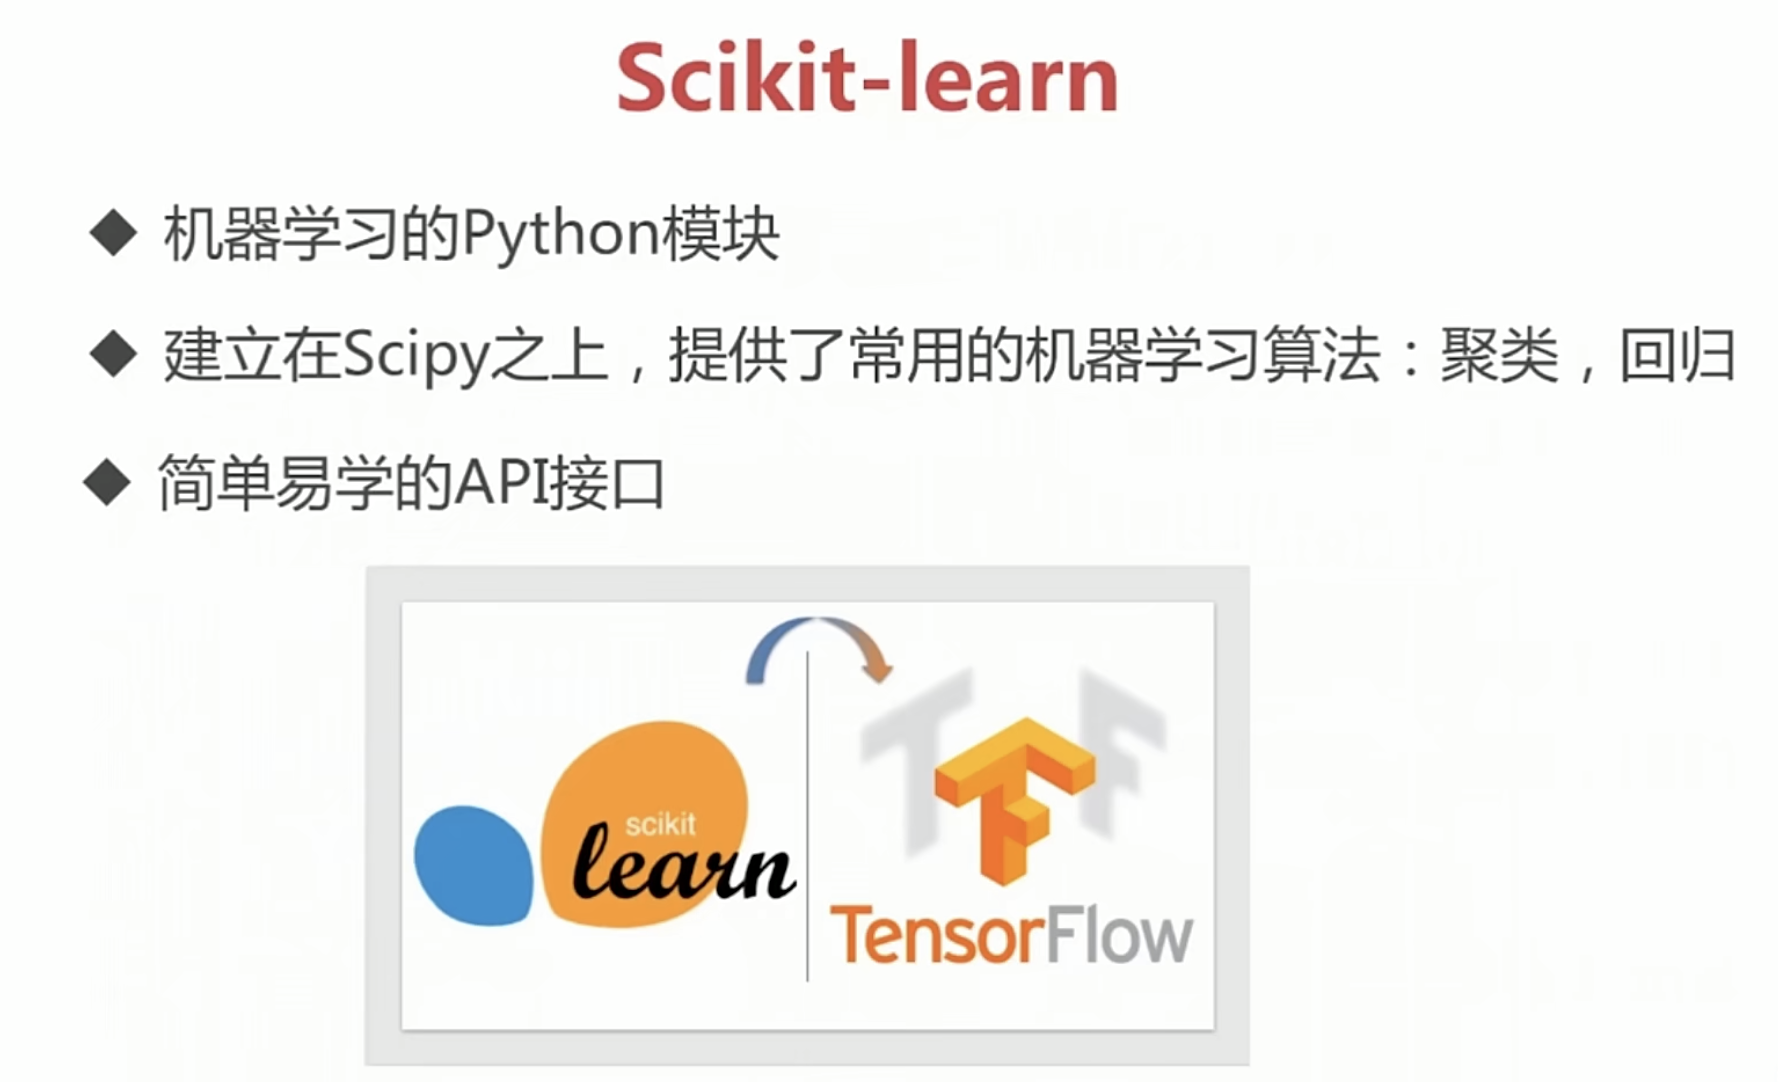 Scikit-learn
机器学习的Python模块
建立在Scipy之上，提供了常用的机器学习算法：聚类，回归
简单易学的API接口
scikit
learn
TensorFlow